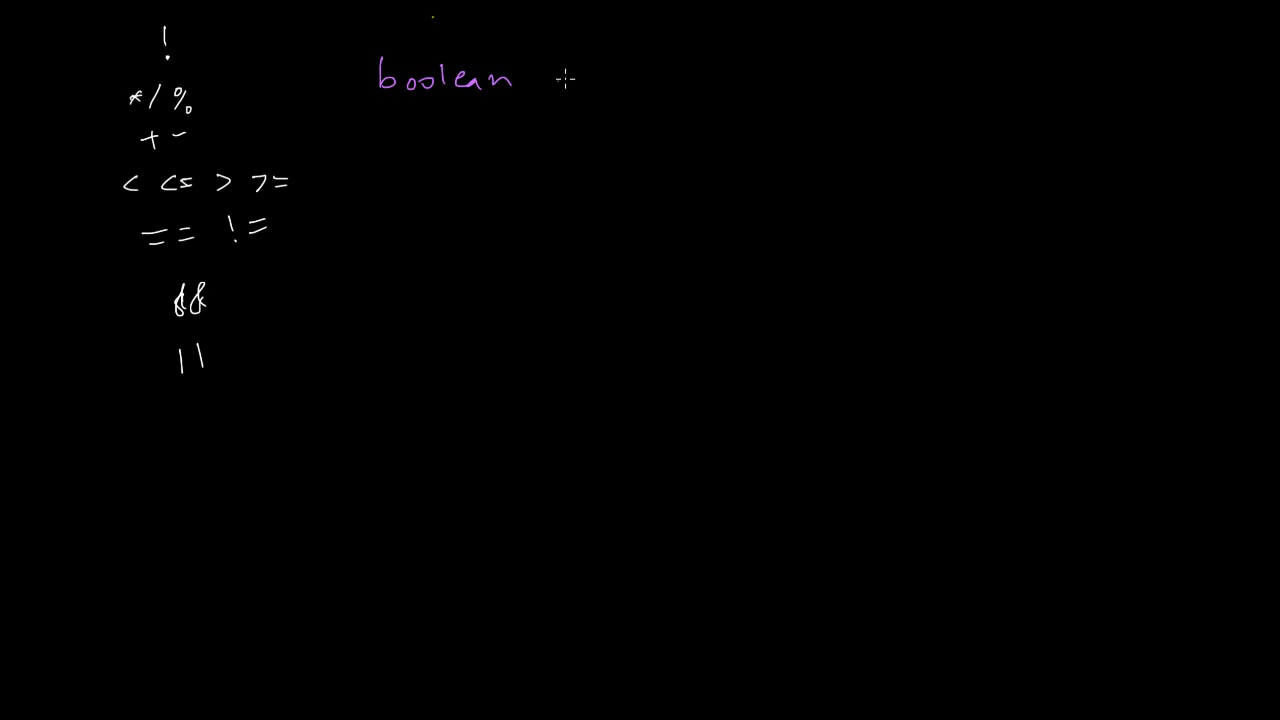 !
* / %
+ -
< <= > >=
== !=
&&
||
boolean